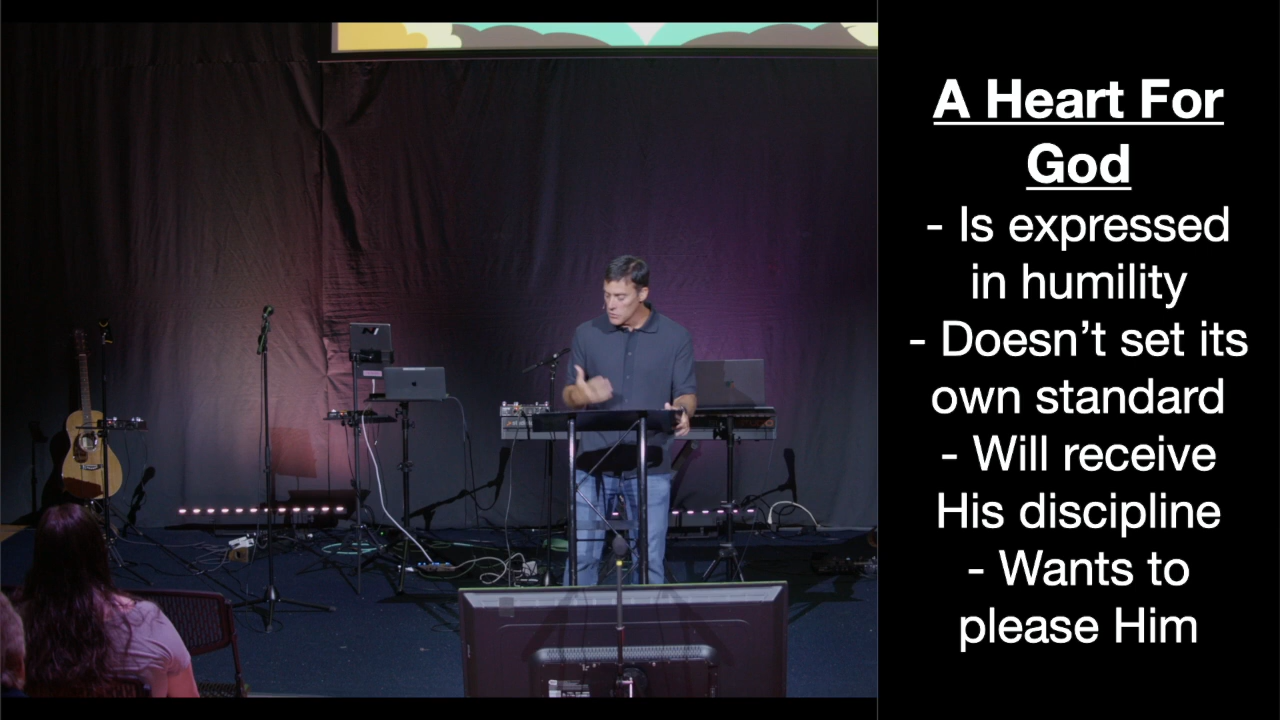 A Heart For
God
- Is expressed
in humility
- Doesn’t set its
own standard
- Will receive
His discipline
- Wants to
please Him